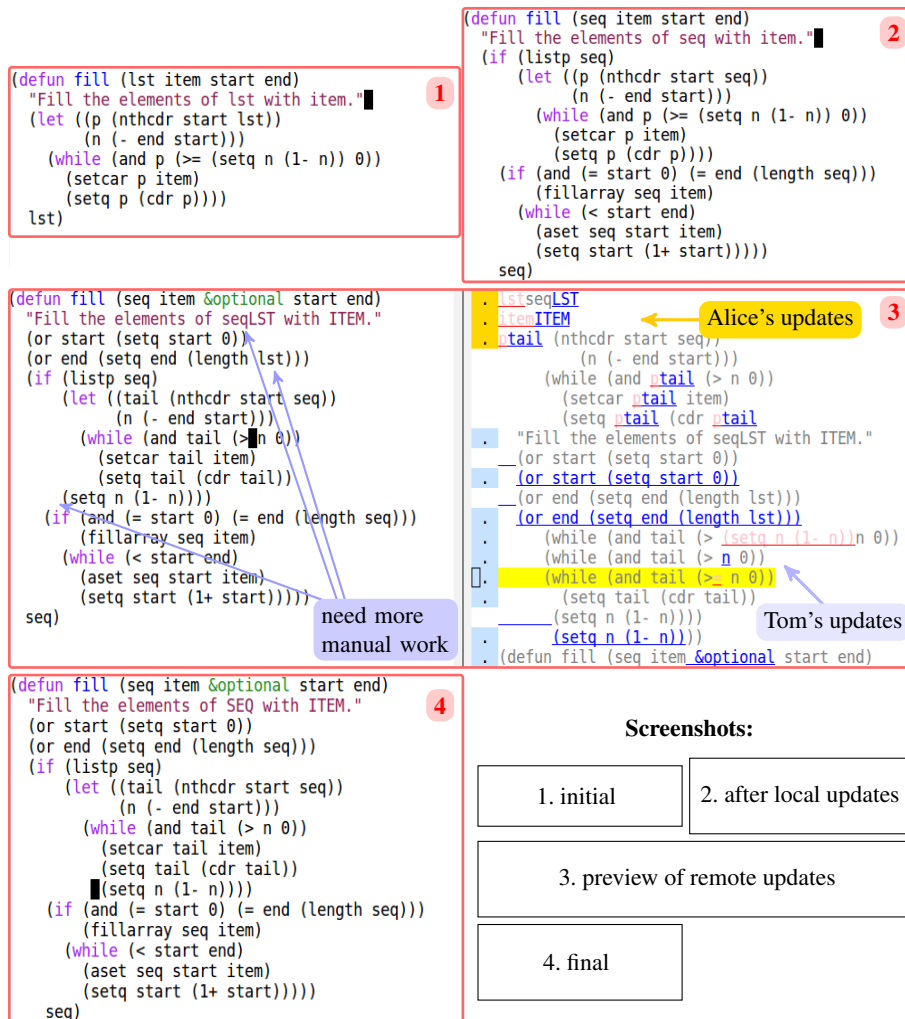 (defun fill (lst item start end)
"Fill the elements of lst with item."
(let ((p (nthcdr start lst))
(n (- end start)))
(while (and p (>= (setq n (1- n)) 0))
(setcar p item)
(setq p (cdr p))))
lst)
1
(defun fill (seq item start end)
"Fill the elements of seq with item."
(if (listp seq)
(let ((p (nthcdr start seq))
(n (- end start)))
(while (and p (>= (setq n (1- n)) 0))
(setcar p item)
(setq p (cdr p))))
(if (and (= start 0) (= end (length seq)))
(fillarray seq item)
(while (< start end)
(aset seq start item)
(setq start (1+ start)))))
seq)
2
(defun fill (seq item &optional start end)
"Fill the elements of seqLST with ITEM."
(or start (setq start 0))
(or end (setq end (length lst)))
(if (listp seq)
(let ((tail (nthcdr start seq))
(n (- end start)))
(while (and tail (> n 0))
(setcar tail item)
(setq tail (cdr tail))
(setq n (1- n))))
(if (and (= start 0) (= end (length seq)))
(fillarray seq item)
(while (< start end)
(aset seq start item)
(setq start (1+ start)))))
seq)
need more
manual work
. lstseqLST
. itemITEM
. ptail (nthcdr start seq))
(n (- end start)))
(while (and ptail (> n 0))
(setcar ptail item)
(setq ptail (cdr ptail
. "Fill the elements of seqLST with ITEM."
(or start (setq start 0))
. (or start (setq start 0))
(or end (setq end (length lst)))
. (or end (setq end (length lst)))
. (while (and tail (> (setq n (1- n))n 0))
. (while (and tail (> n 0))
. (while (and tail (>= n 0))
. (setq tail (cdr tail))
(setq n (1- n))))
. (setq n (1- n))))
. (defun fill (seq item &optional start end)
3
Alice's updates
Tom's updates
(defun fill (seq item &optional start end)
"Fill the elements of SEQ with ITEM."
(or start (setq start 0))
(or end (setq end (length seq)))
(if (listp seq)
(let ((tail (nthcdr start seq))
(n (- end start)))
(while (and tail (> n 0))
(setcar tail item)
(setq tail (cdr tail))
(setq n (1- n))))
(if (and (= start 0) (= end (length seq)))
(fillarray seq item)
(while (< start end)
(aset seq start item)
(setq start (1+ start)))))
seq)
4
Screenshots:
1. initial
2. after local updates
3. preview of remote updates
4. final